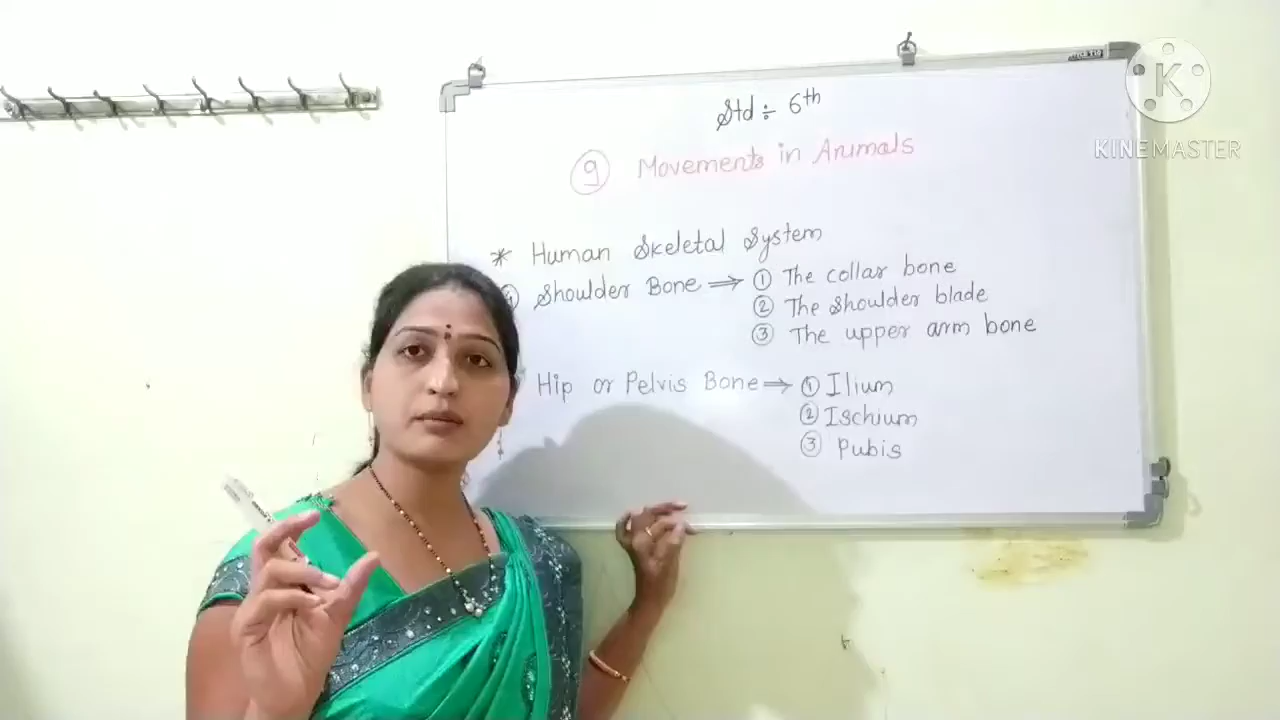 Std ÷ 6th
9 Movements in Animals
* Human Skeletal System
Shoulder Bone ⇒ 1 The collar bone
2 The Shoulder blade
3 The upper arm bone
Hip or Pelvis Bone ⇒ 1 Ilium
2 Ischium
3 Pubis
K
KINEMASTER